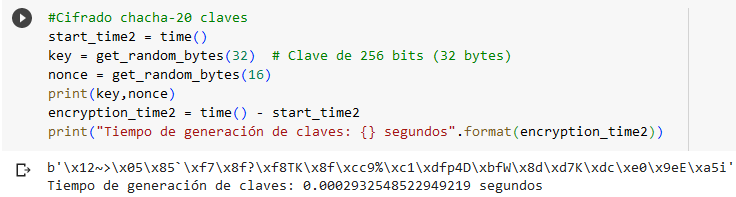 #Cifrado chacha-20 claves
start_time2 = time()
key = get_random_bytes(32)  # Clave de 256 bits (32 bytes)
nonce = get_random_bytes(16)
print(key,nonce)
encryption_time2 = time() - start_time2
print("Tiempo de generación de claves: {} segundos".format(encryption_time2))
b'\x12~>\x05\x85`\xf7\x8f?\xf8TK\x8f\xcc9%\xc1\xdfp4D\xbfW\x8d\xd7K\xdc\xe0\x9eE\xa5i'
Tiempo de generación de claves: 0.0002932548522949219 segundos